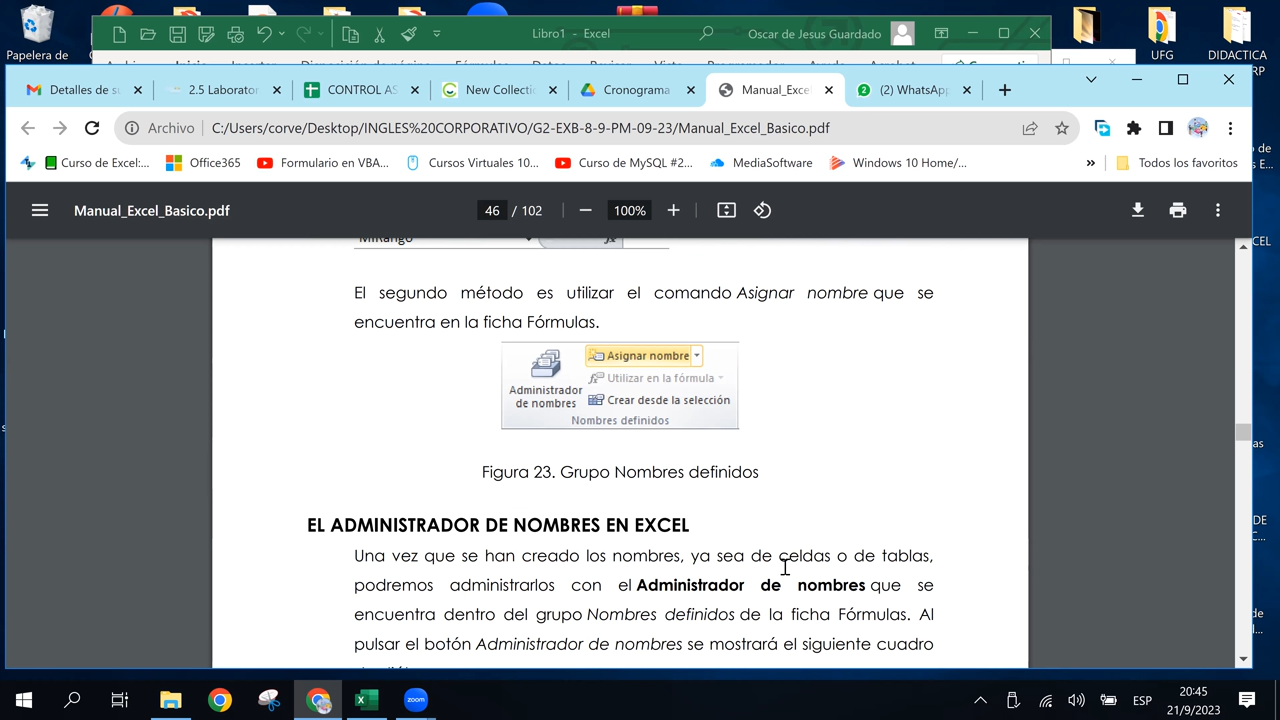 Libro1 - Excel
Oscar de Jesus Guardado
Papelera de
UFG
DIDACTICA
Detalles de su
2.5 Laborator
CONTROL AS
New Collecti
Cronograma
Manual_Exce
(2) WhatsApp
Archivo
C:/Users/corve/Desktop/INGLES%20CORPORATIVO/G2-EXB-8-9-PM-09-23/Manual_Excel_Basico.pdf
Curso de Excel:...
Office365
Formulario en VBA...
Cursos Virtuales 10...
Curso de MySQL #2...
MediaSoftware
Windows 10 Home/...
»
Todos los favoritos
Manual_Excel_Basico.pdf
46 / 102
100%
El segundo método es utilizar el comando Asignar nombre que se
encuentra en la ficha Fórmulas.
Administrador
de nombres
Asignar nombre
Utilizar en la fórmula
Crear desde la selección
Nombres definidos
Figura 23. Grupo Nombres definidos
EL ADMINISTRADOR DE NOMBRES EN EXCEL
Una vez que se han creado los nombres, ya sea de celdas o de tablas,
podremos administrarlos con el Administrador de nombres que se
encuentra dentro del grupo Nombres definidos de la ficha Fórmulas. Al
pulsar el botón Administrador de nombres se mostrará el siguiente cuadro
zoom
ESP
20:45
21/9/2023